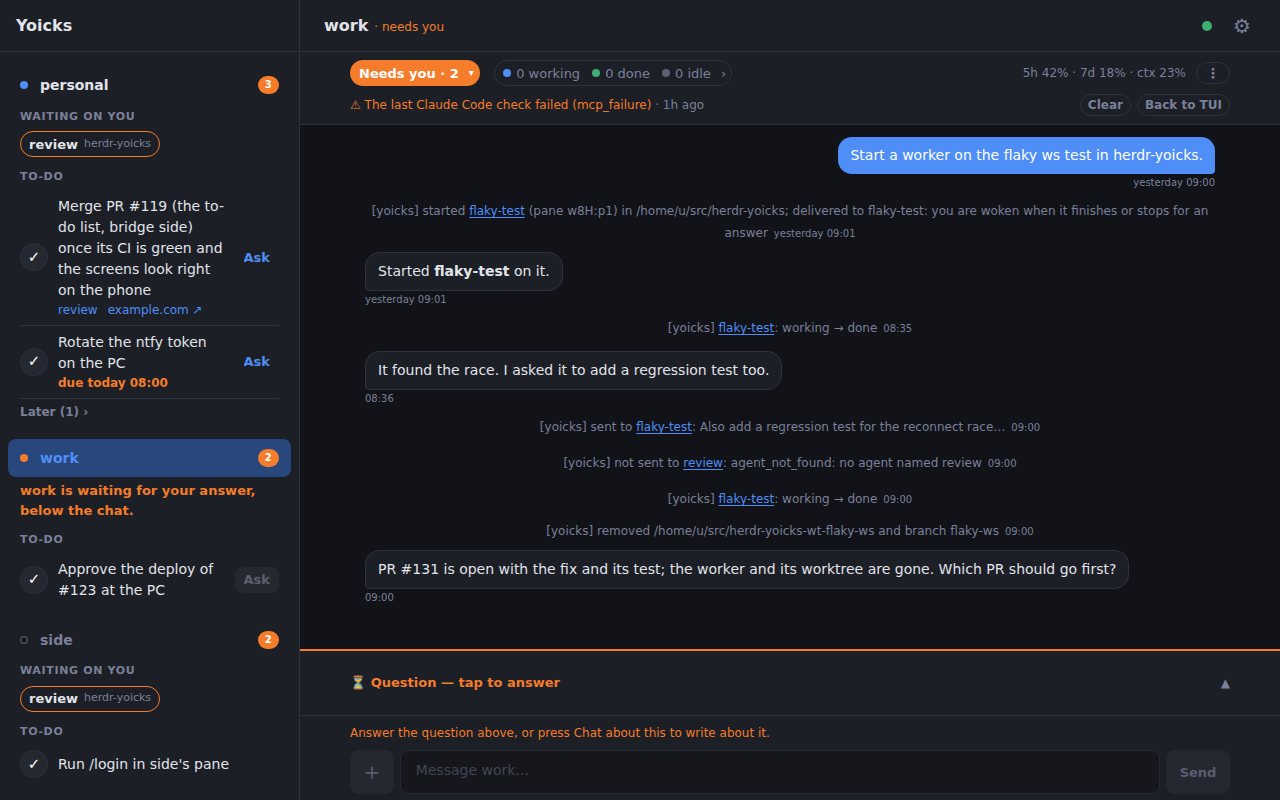 Yoicks
personal
3
WAITING ON YOU
review herdr-yoicks
TO-DO
Merge PR #119 (the to-
do list, bridge side)
once its CI is green and
the screens look right
on the phone
✓
Ask
review example.com ↗
Rotate the ntfy token
on the PC
✓
Ask
due today 08:00
Later (1) ›
work
2
work is waiting for your answer,
below the chat.
TO-DO
Approve the deploy of
#123 at the PC
✓
Ask
side
2
WAITING ON YOU
review herdr-yoicks
TO-DO
✓ Run /login in side's pane
work · needs you
⚙
Needs you · 2 ▾
0 working 0 done 0 idle ›
5h 42% · 7d 18% · ctx 23% ⋮
⚠ The last Claude Code check failed (mcp_failure) · 1h ago
Clear Back to TUI
Start a worker on the flaky ws test in herdr-yoicks.
yesterday 09:00
[yoicks] started flaky-test (pane w8H:p1) in /home/u/src/herdr-yoicks; delivered to flaky-test: you are woken when it finishes or stops for an
answer yesterday 09:01
Started flaky-test on it.
yesterday 09:01
[yoicks] flaky-test: working → done 08:35
It found the race. I asked it to add a regression test too.
08:36
[yoicks] sent to flaky-test: Also add a regression test for the reconnect race… 09:00
[yoicks] not sent to review: agent_not_found: no agent named review 09:00
[yoicks] flaky-test: working → done 09:00
[yoicks] removed /home/u/src/herdr-yoicks-wt-flaky-ws and branch flaky-ws 09:00
PR #131 is open with the fix and its test; the worker and its worktree are gone. Which PR should go first?
09:00
⏳ Question — tap to answer ▲
Answer the question above, or press Chat about this to write about it.
+ Message work… Send